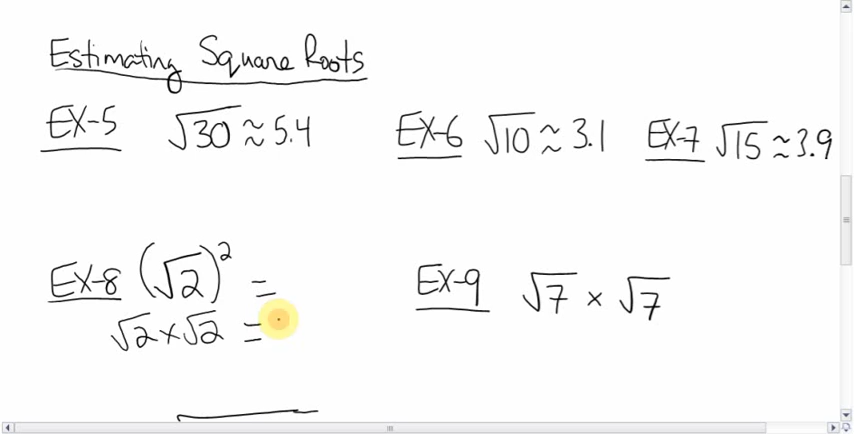 Estimating Square Roots
EX-5 √30 ≈ 5.4 EX-6 √10 ≈ 3.1 EX-7 √15 ≈ 3.9
EX-8 (√2)² = EX-9 √7 × √7
√2 × √2 =